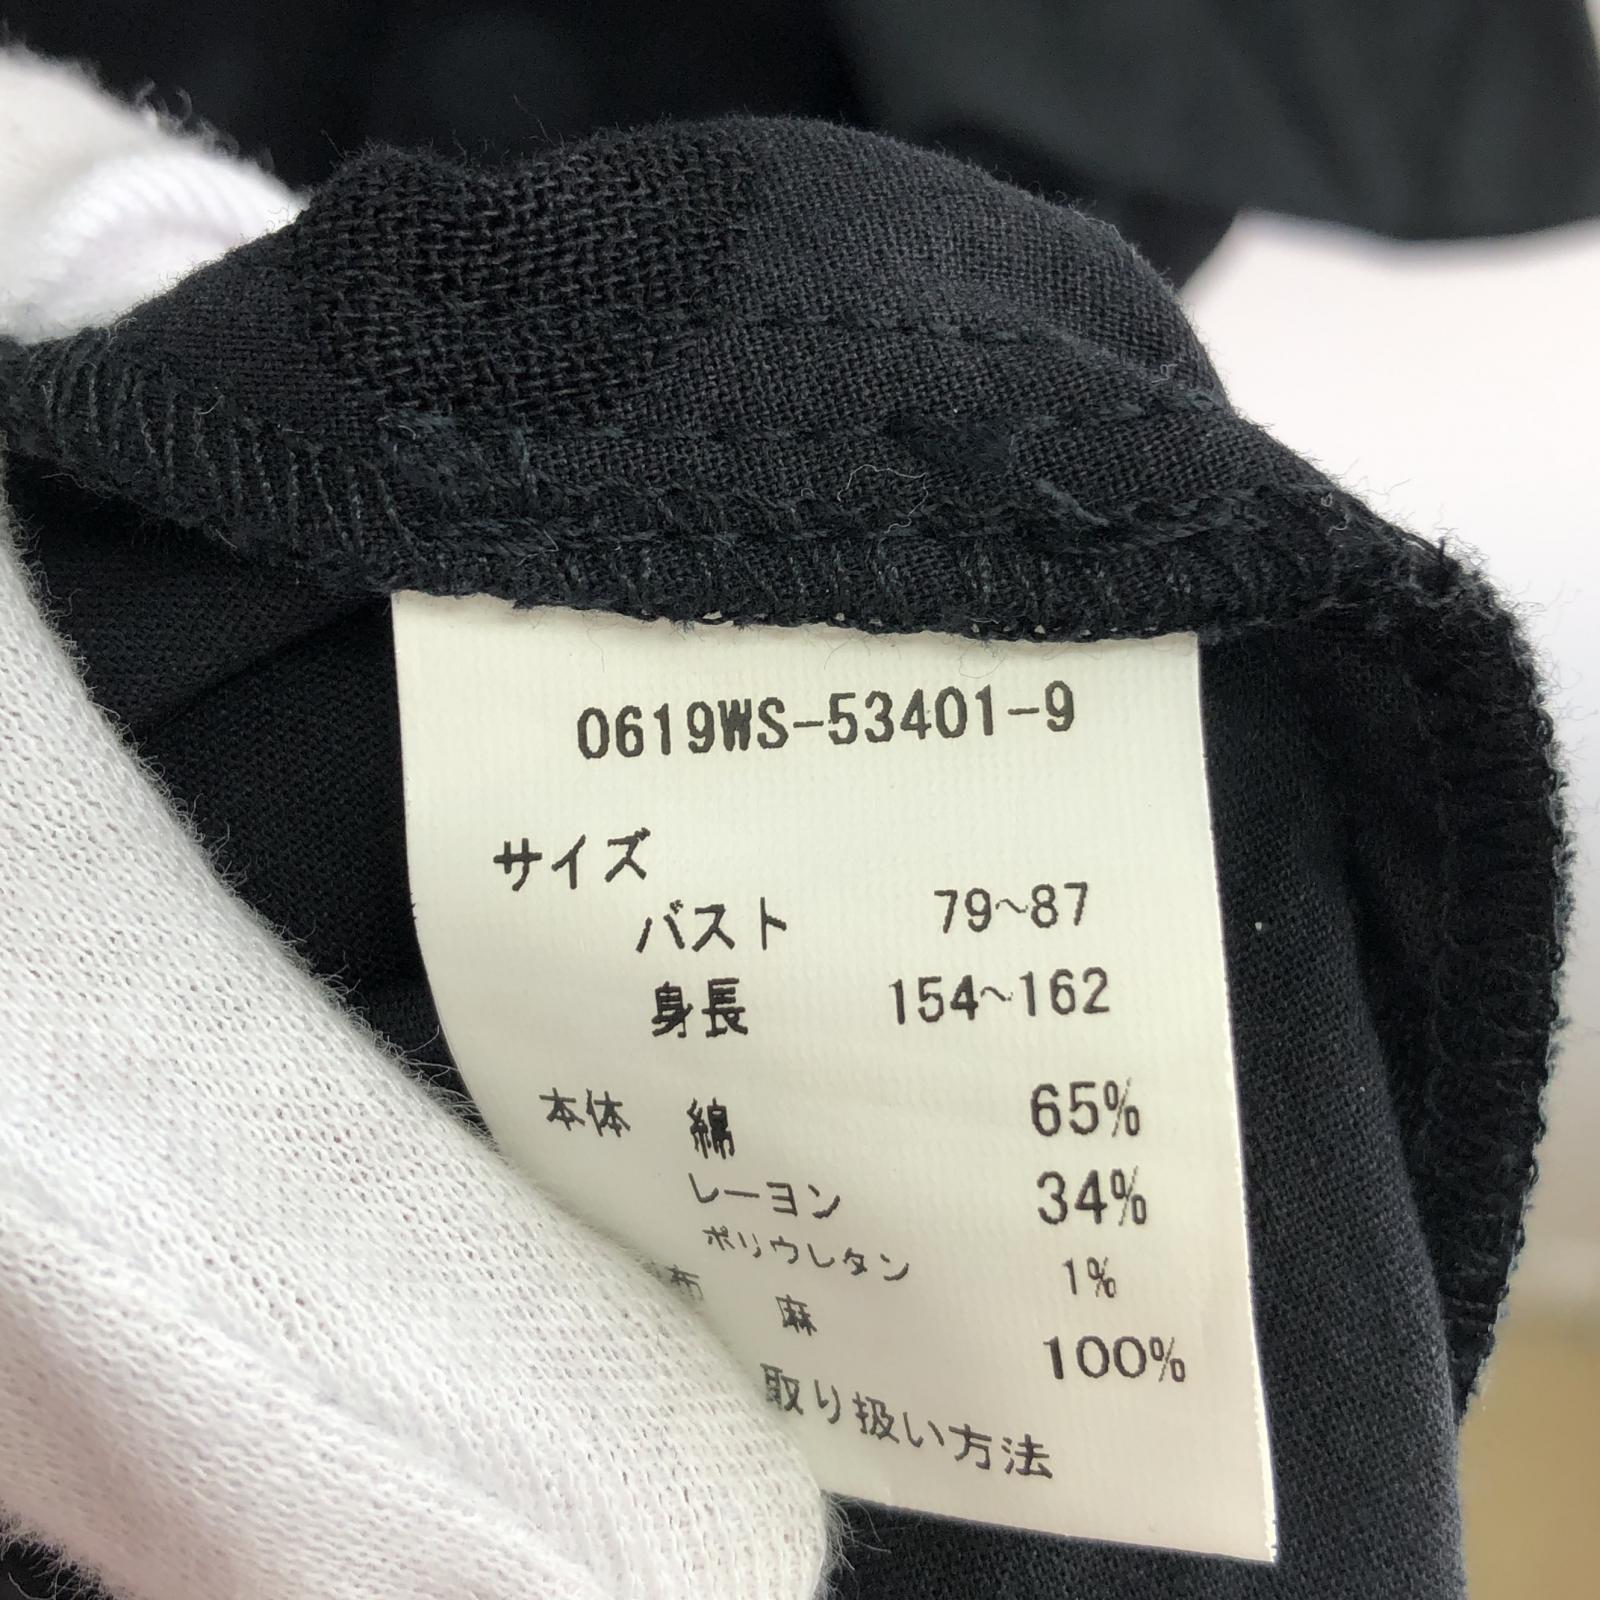 0619WS-53401-9
サイズ
バスト 79~87
身長 154~162
本体 綿 65%
レーヨン 34%
ポリウレタン 1%
布 麻 100%
取り扱い方法